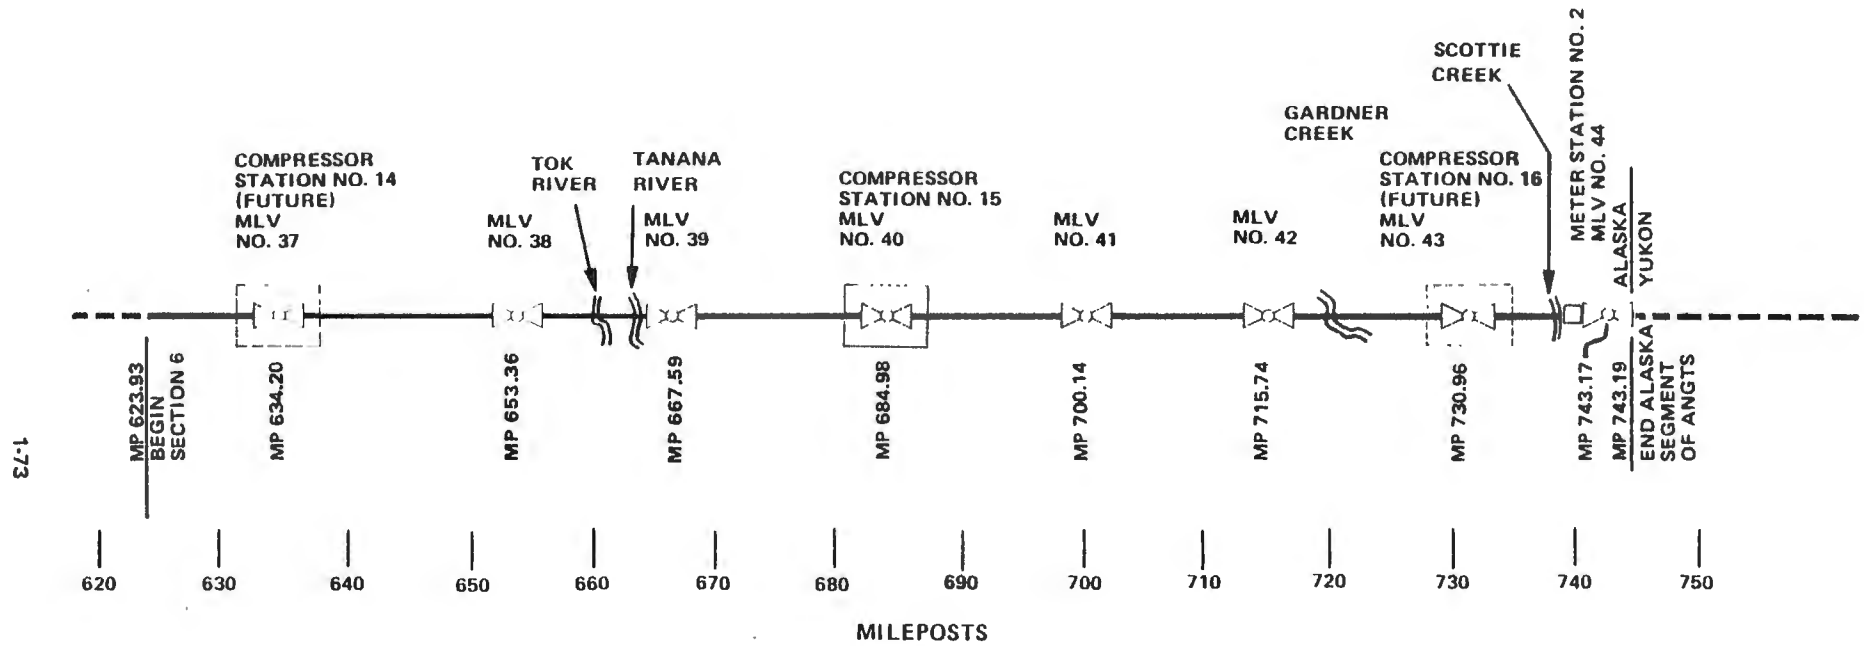 COMPRESSOR
STATION NO. 14
(FUTURE)
MLV
NO. 37
MLV
NO. 38
TOK
RIVER
TANANA
RIVER
MLV
NO. 39
COMPRESSOR
STATION NO. 15
MLV
NO. 40
MLV
NO. 41
MLV
NO. 42
GARDNER
CREEK
COMPRESSOR
STATION NO. 16
(FUTURE)
MLV
NO. 43
SCOTTIE
CREEK
METER STATION NO. 2
MLV NO. 44
ALASKA
YUKON
MP 623.93
BEGIN
SECTION 6
MP 634.20
MP 653.36
MP 667.59
MP 684.98
MP 700.14
MP 715.74
MP 730.96
MP 743.17
MP 743.19
END ALASKA
SEGMENT
OF ANGTS
620 630 640 650 660 670 680 690 700 710 720 730 740 750
MILEPOSTS
1-73